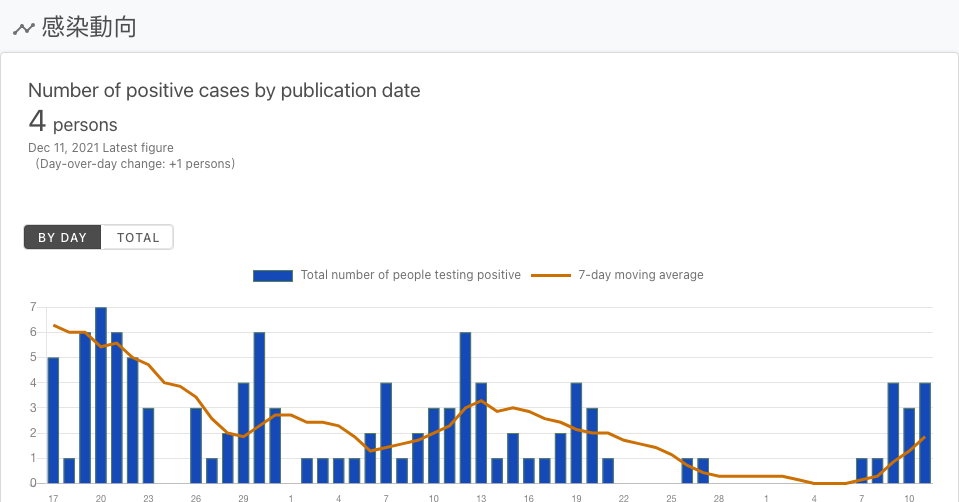 感染動向
Number of positive cases by publication date
4 persons
Dec 11, 2021 Latest figure
(Day-over-day change: +1 persons)
BY DAY TOTAL
Total number of people testing positive 7-day moving average
7
6
5
4
3
2
1
0
17 20 23 26 29 1 4 7 10 13 16 19 22 25 28 1 4 7 10